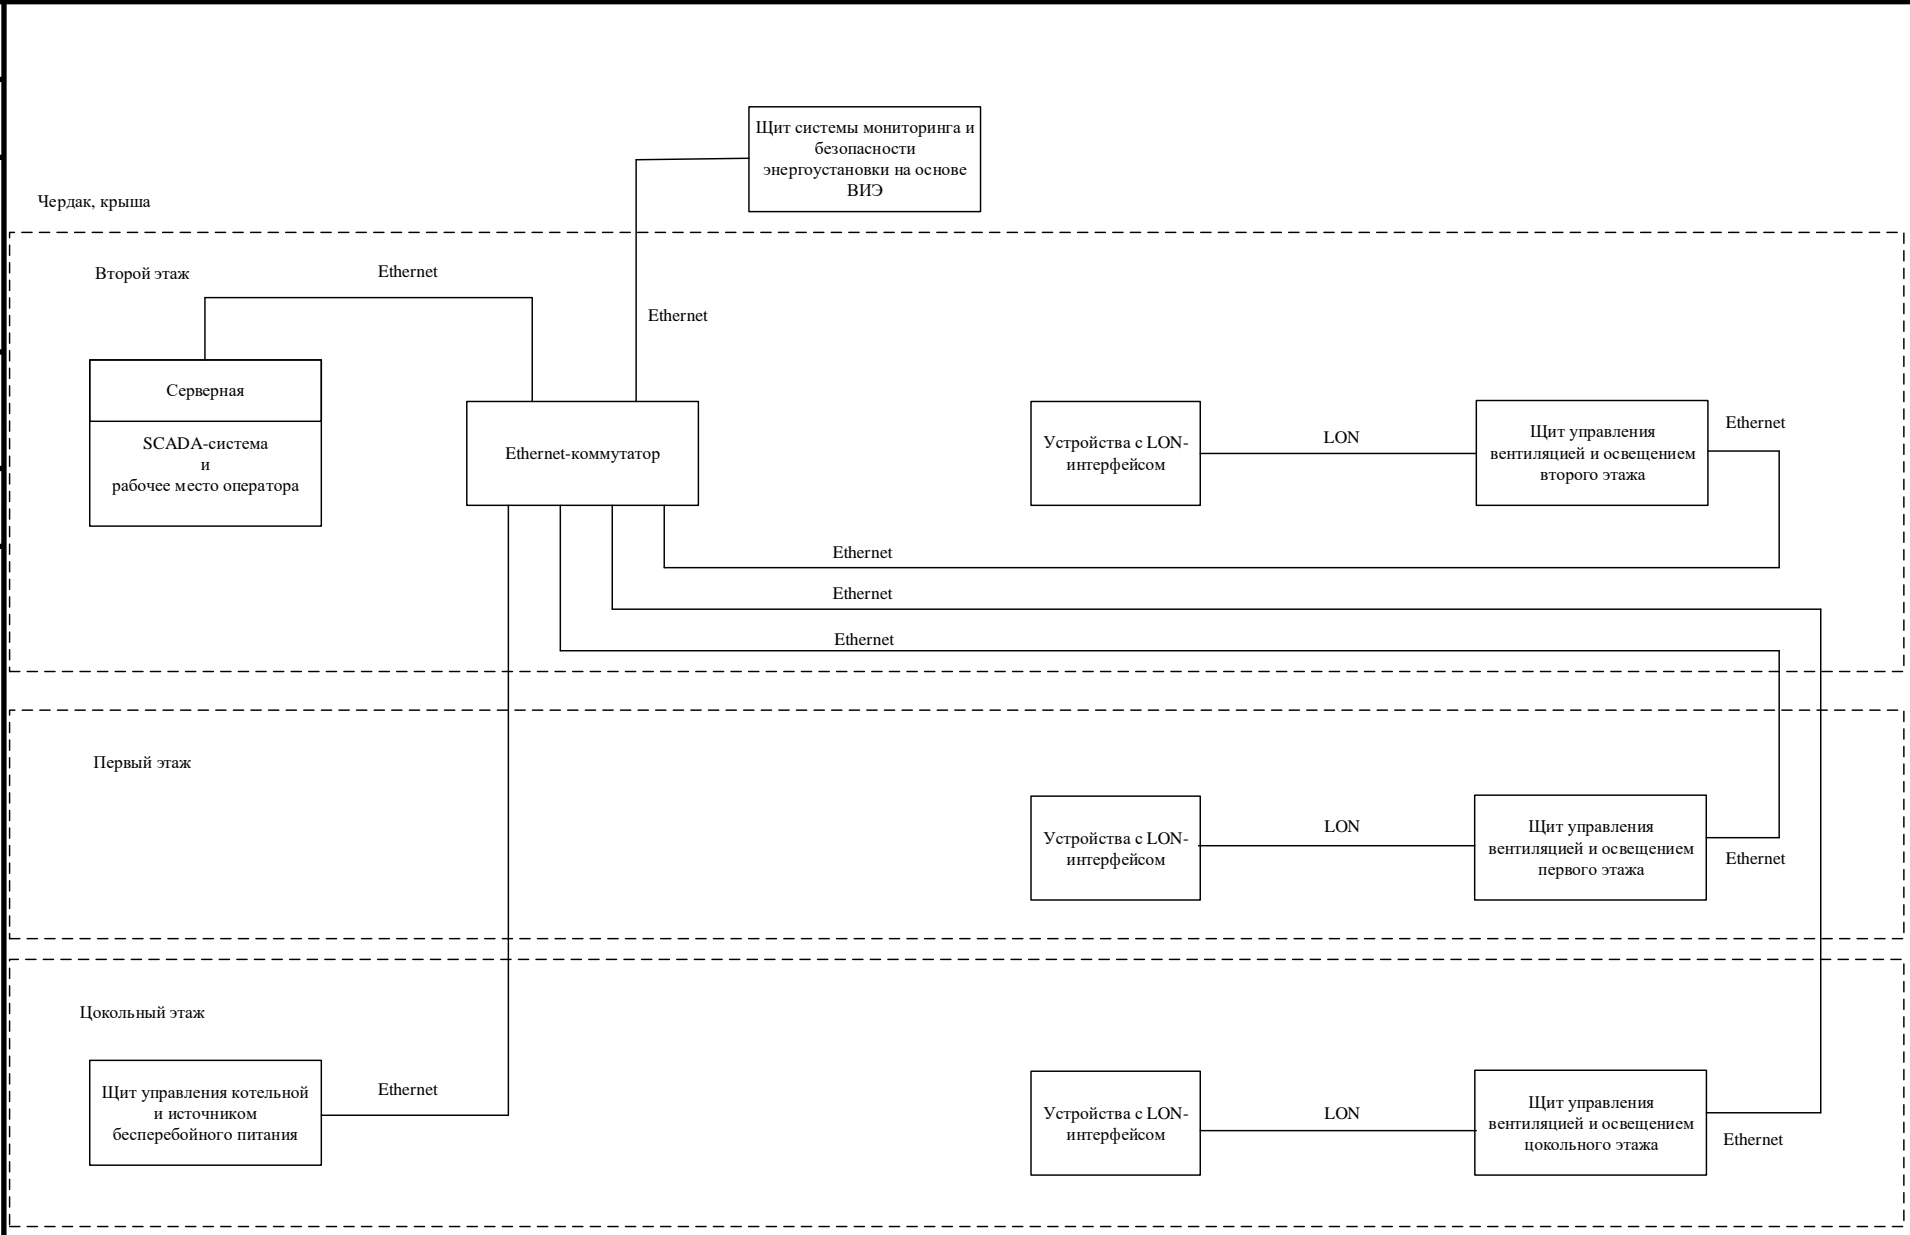 Щит системы мониторинга и
безопасности
энергоустановки на основе
ВИЭ
Чердак, крыша
Второй этаж
Ethernet
Ethernet
Серверная
SCADA-система
и
рабочее место оператора
Ethernet-коммутатор
Устройства с LON-
интерфейсом
LON
Щит управления
вентиляцией и освещением
второго этажа
Ethernet
Ethernet
Ethernet
Ethernet
Первый этаж
Устройства с LON-
интерфейсом
LON
Щит управления
вентиляцией и освещением
первого этажа
Ethernet
Цокольный этаж
Щит управления котельной
и источником
бесперебойного питания
Ethernet
Устройства с LON-
интерфейсом
LON
Щит управления
вентиляцией и освещением
цокольного этажа
Ethernet